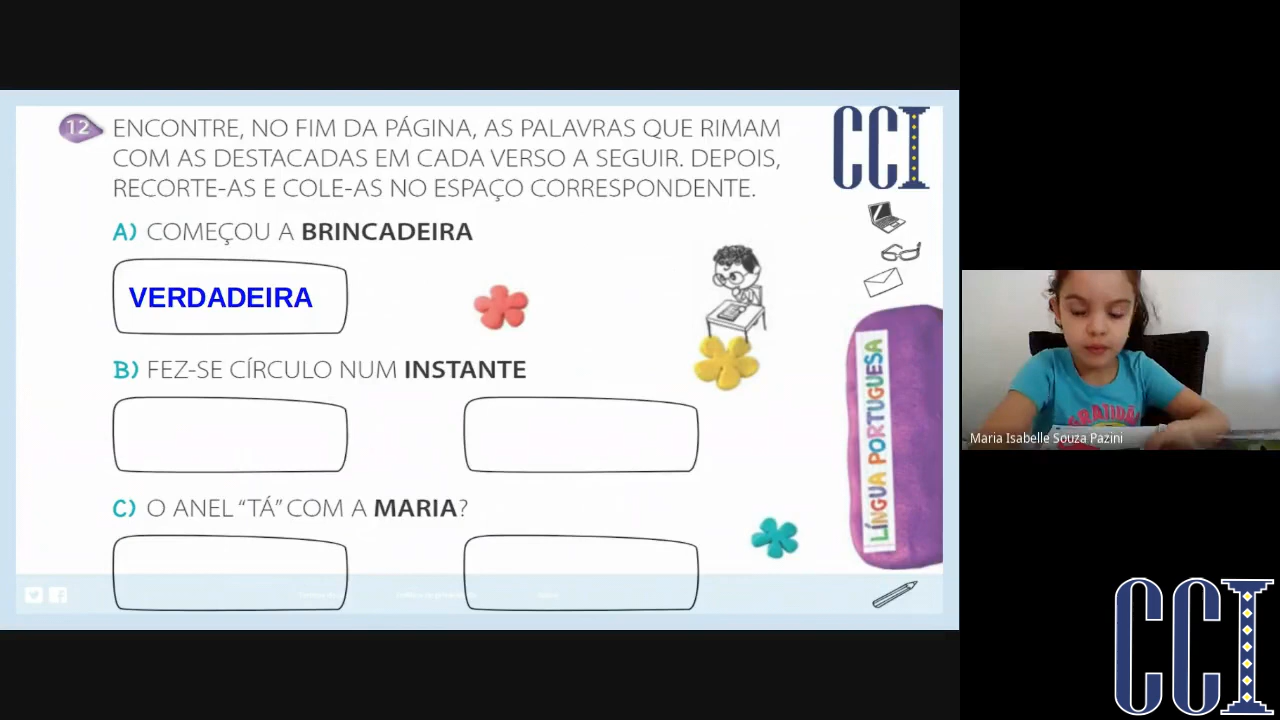 12 ENCONTRE, NO FIM DA PÁGINA, AS PALAVRAS QUE RIMAM
COM AS DESTACADAS EM CADA VERSO A SEGUIR. DEPOIS,
RECORTE-AS E COLE-AS NO ESPAÇO CORRESPONDENTE.
A) COMEÇOU A BRINCADEIRA
VERDADEIRA
B) FEZ-SE CÍRCULO NUM INSTANTE
C) O ANEL “TÁ” COM A MARIA?
CCI
LÍNGUA PORTUGUESA
GRATIDÃO
Maria Isabelle Souza Pazini
CCI